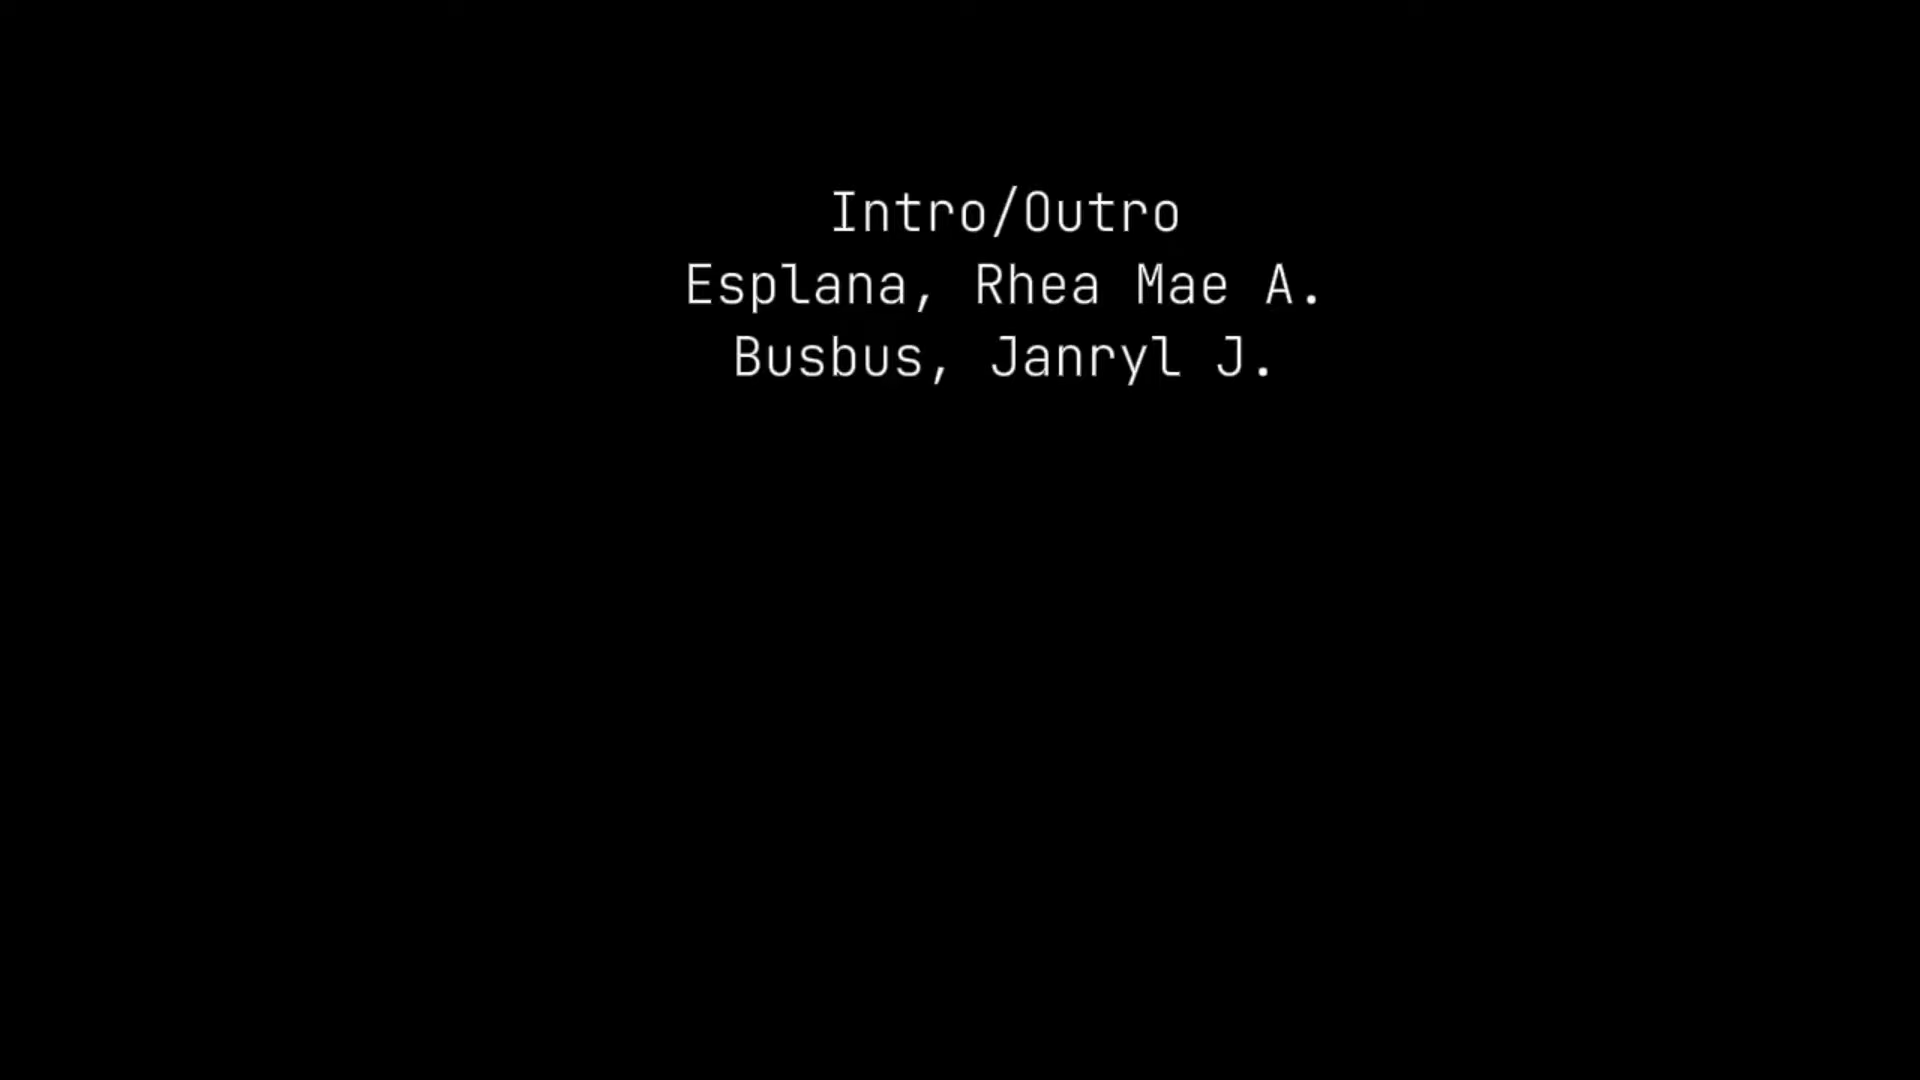 Intro/Outro
Esplana, Rhea Mae A.
Busbus, Janryl J.